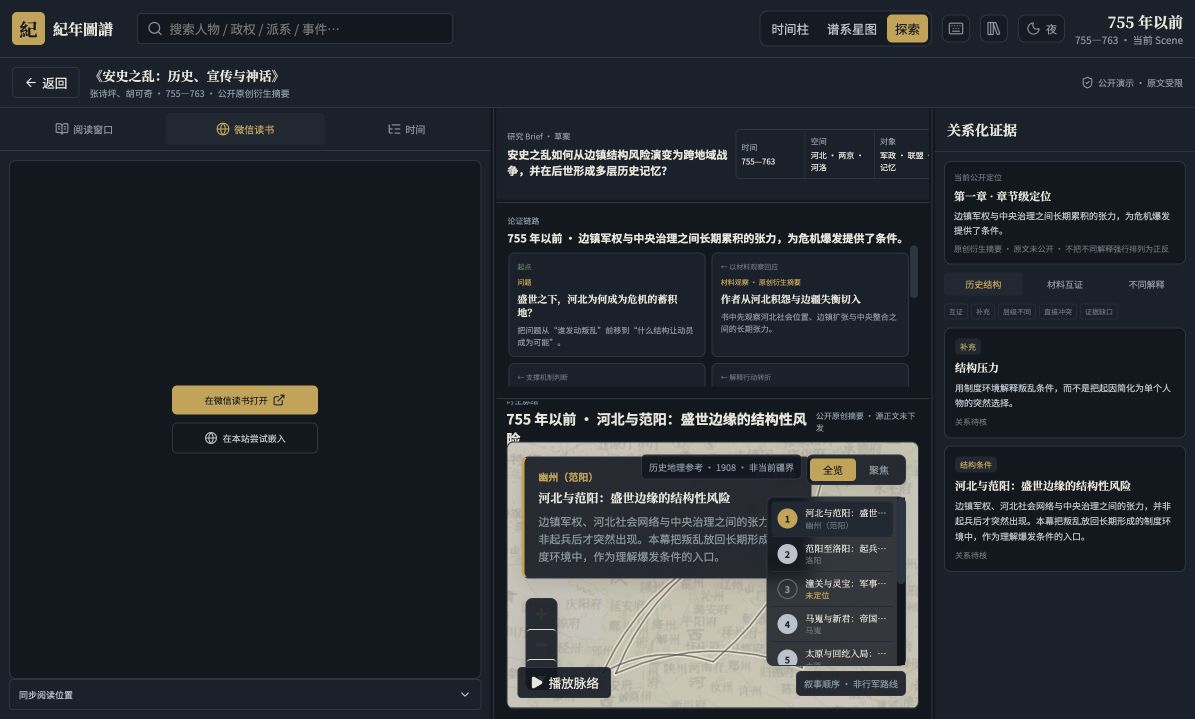 紀
紀年圖譜
搜索人物 / 政权 / 派系 / 事件…
时间柱
谱系星图
探索
夜
755 年以前
755—763 · 当前 Scene
← 返回
《安史之乱：历史、宣传与神话》
张诗坪、胡可奇 · 755—763 · 公开原创衍生摘要
公开演示 · 原文受限
阅读窗口
微信读书
时间
在微信读书打开
在本站尝试嵌入
同步阅读位置
研究 Brief · 草案
安史之乱如何从边镇结构风险演变为跨地域战
争，并在后世形成多层历史记忆？
时间
755—763
空间
河北 · 两京 ·
河洛
对象
军政 · 联盟 ·
记忆
论证链路
755 年以前 · 边镇军权与中央治理之间长期累积的张力，为危机爆发提供了条件。
起点
问题
盛世之下，河北为何成为危机的蓄积
地？
把问题从“谁发动叛乱”前移到“什么结构让动员
成为可能”。
← 以材料观察回应
材料观察 · 原创衍生摘要
作者从河北积怨与边疆失衡切入
书中先观察河北社会位置、边镇扩张与中央整合之
间的长期张力。
← 支撑机制判断
← 解释行动转折
755 年以前 · 河北与范阳：盛世边缘的结构性风
险
公开原创摘要 · 源正文未下
发
幽州（范阳）
河北与范阳：盛世边缘的结构性风险
边镇军权、河北社会网络与中央治理之间的张力
非起兵后才突然出现。本幕把叛乱放回长期形成
度环境中，作为理解爆发条件的入口。
历史地理参考 · 1908 · 非当前疆界
全览
聚焦
1
河北与范阳：盛世…
幽州（范阳）
2
范阳至洛阳：起兵…
洛阳
3
潼关与灵宝：军事…
未定位
4
马嵬与新君：帝国…
马嵬
5
太原与回纥入局：…
播放脉络
叙事顺序 · 非行军路线
关系化证据
当前公开定位
第一章 · 章节级定位
边镇军权与中央治理之间长期累积的张力，为危机爆发
提供了条件。
原创衍生摘要 · 原文未公开 · 不把不同解释强行排列为正反
历史结构
材料互证
不同解释
互证
补充
层级不同
直接冲突
证据缺口
补充
结构压力
用制度环境解释叛乱条件，而不是把起因简化为单个人
物的突然选择。
关系待核
结构条件
河北与范阳：盛世边缘的结构性风险
边镇军权、河北社会网络与中央治理之间的张力，并非
起兵后才突然出现。本幕把叛乱放回长期形成的制度环
境中，作为理解爆发条件的入口。
关系待核